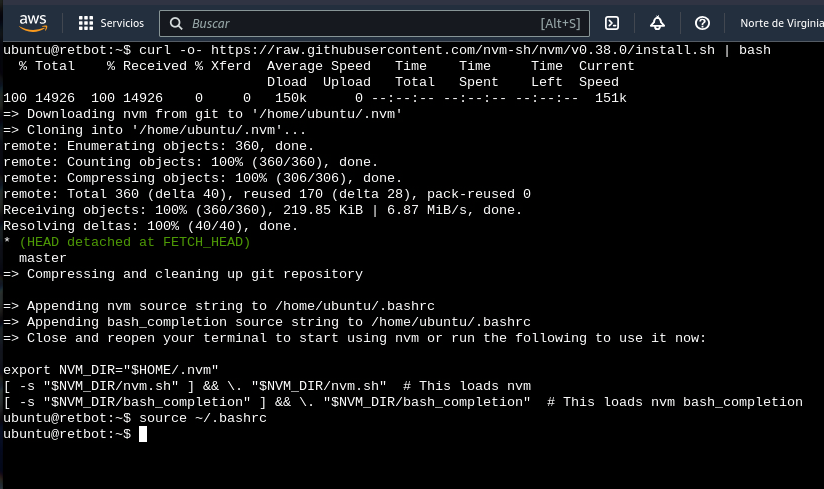 aws Servicios Buscar [Alt+S] Norte de Virginia
ubuntu@retbot:~$ curl -o- https://raw.githubusercontent.com/nvm-sh/nvm/v0.38.0/install.sh | bash
  % Total    % Received % Xferd  Average Speed   Time    Time     Time  Current
                                 Dload  Upload   Total   Spent    Left  Speed
100 14926  100 14926    0     0   150k      0 --:--:-- --:--:-- --:--:--  151k
=> Downloading nvm from git to '/home/ubuntu/.nvm'
=> Cloning into '/home/ubuntu/.nvm'...
remote: Enumerating objects: 360, done.
remote: Counting objects: 100% (360/360), done.
remote: Compressing objects: 100% (306/306), done.
remote: Total 360 (delta 40), reused 170 (delta 28), pack-reused 0
Receiving objects: 100% (360/360), 219.85 KiB | 6.87 MiB/s, done.
Resolving deltas: 100% (40/40), done.
* (HEAD detached at FETCH_HEAD)
  master
=> Compressing and cleaning up git repository

=> Appending nvm source string to /home/ubuntu/.bashrc
=> Appending bash_completion source string to /home/ubuntu/.bashrc
=> Close and reopen your terminal to start using nvm or run the following to use it now:

export NVM_DIR="$HOME/.nvm"
[ -s "$NVM_DIR/nvm.sh" ] && \. "$NVM_DIR/nvm.sh"  # This loads nvm
[ -s "$NVM_DIR/bash_completion" ] && \. "$NVM_DIR/bash_completion"  # This loads nvm bash_completion
ubuntu@retbot:~$ source ~/.bashrc
ubuntu@retbot:~$